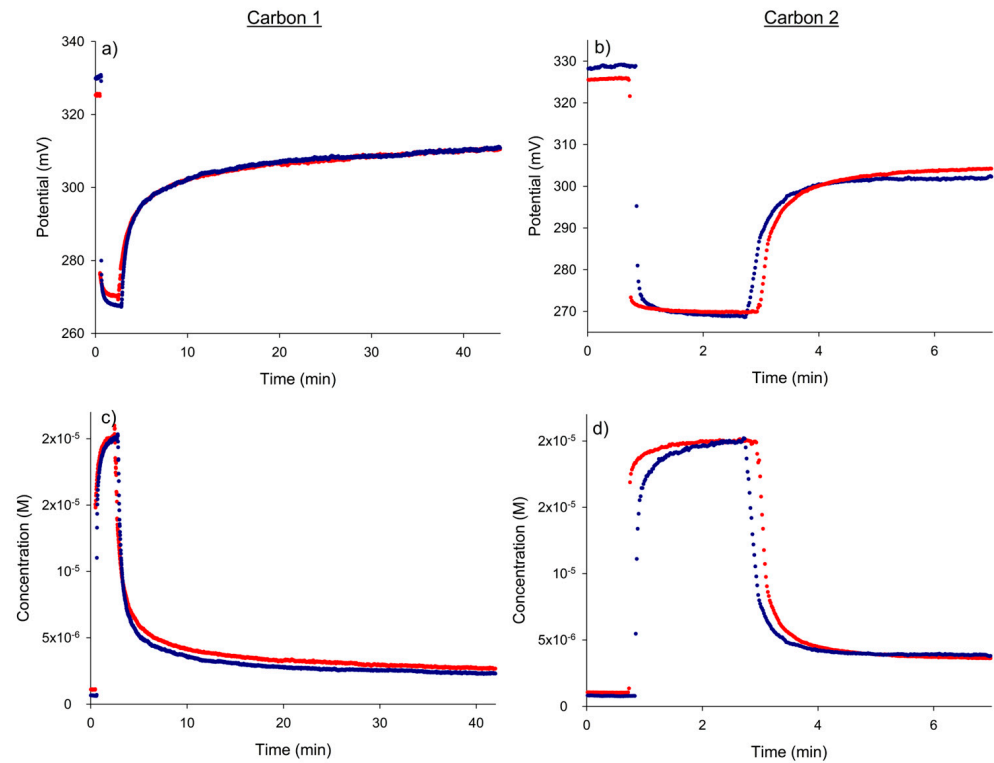 Carbon 1
Carbon 2
a)
340
320
300
280
260
Potential (mV)
0
10
20
30
40
Time (min)
b)
330
320
310
300
290
280
270
Potential (mV)
0
2
4
6
Time (min)
c)
2x10⁻⁵
2x10⁻⁵
10⁻⁵
5x10⁻⁶
0
Concentration (M)
0
10
20
30
40
Time (min)
d)
2x10⁻⁵
2x10⁻⁵
10⁻⁵
5x10⁻⁶
0
Concentration (M)
0
2
4
6
Time (min)